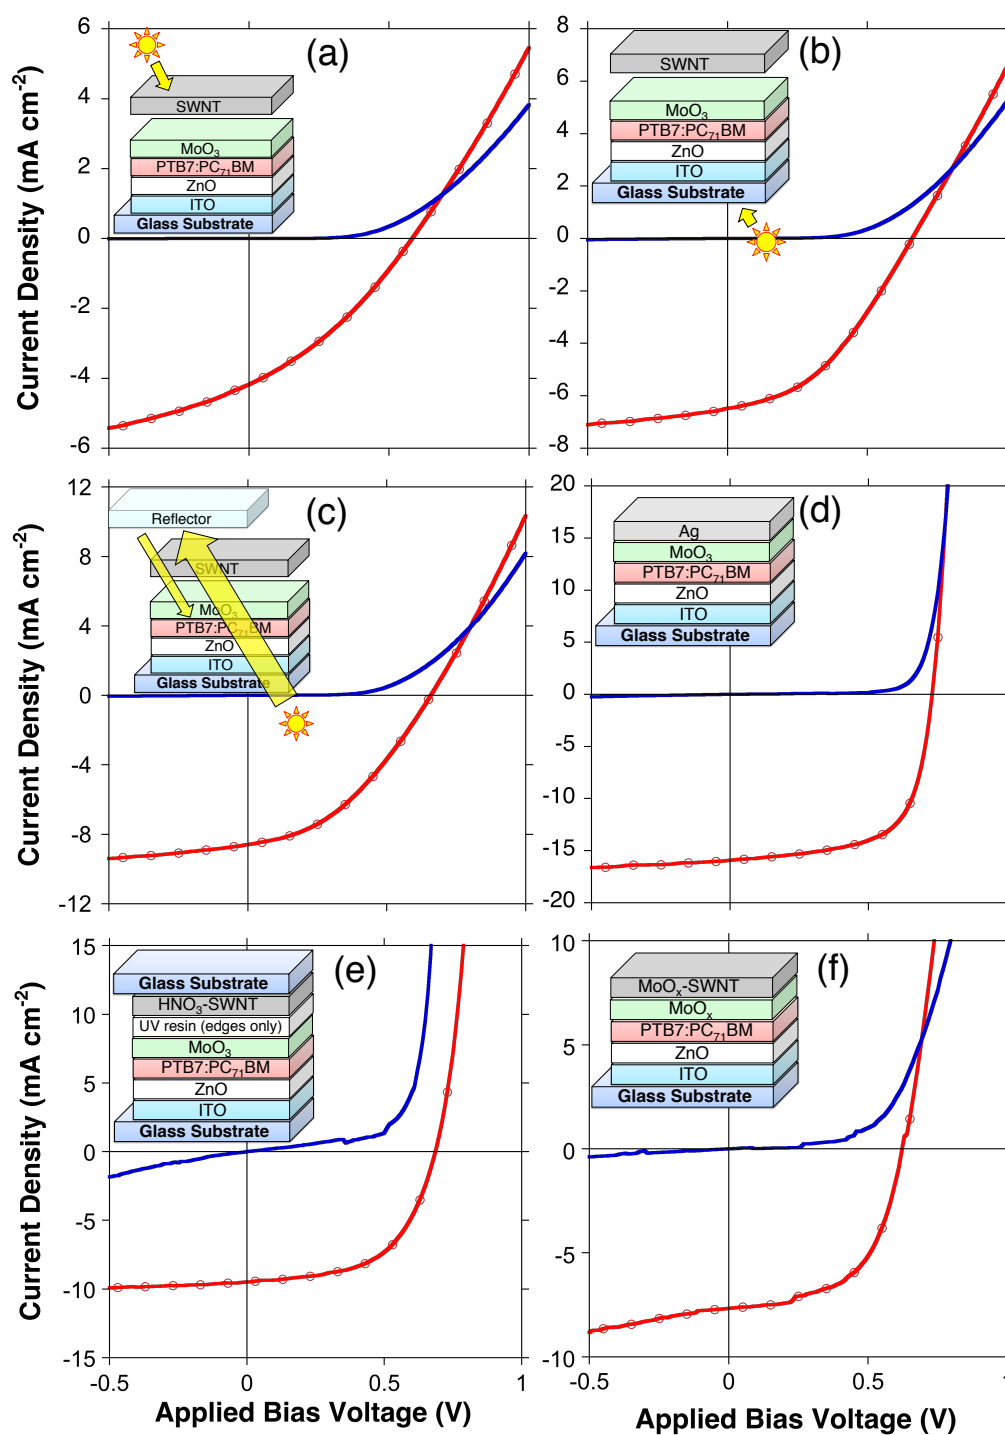 (a)
6
4
2
0
-2
-4
-6
SWNT
MoO3
PTB7:PC71BM
ZnO
ITO
Glass Substrate
Current Density (mA cm-2)
(b)
8
6
4
2
0
-2
-4
-6
-8
SWNT
MoO3
PTB7:PC71BM
ZnO
ITO
Glass Substrate
(c)
12
8
4
0
-4
-8
-12
Reflector
SWNT
MoO3
PTB7:PC71BM
ZnO
ITO
Glass Substrate
Current Density (mA cm-2)
(d)
20
15
10
5
0
-5
-10
-15
-20
Ag
MoO3
PTB7:PC71BM
ZnO
ITO
Glass Substrate
(e)
15
10
5
0
-5
-10
-15
Glass Substrate
HNO3-SWNT
UV resin (edges only)
MoO3
PTB7:PC71BM
ZnO
ITO
Glass Substrate
Current Density (mA cm-2)
-0.5
0
0.5
1
Applied Bias Voltage (V)
(f)
10
5
0
-5
-10
MoOx-SWNT
MoOx
PTB7:PC71BM
ZnO
ITO
Glass Substrate
-0.5
0
0.5
1
Applied Bias Voltage (V)